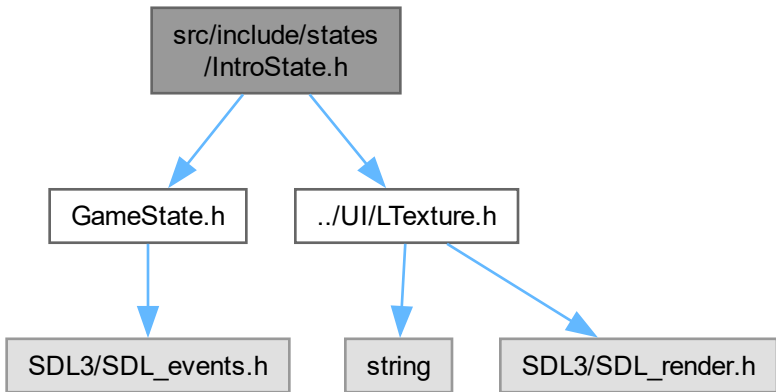 src/include/states
/IntroState.h
GameState.h
../UI/LTexture.h
SDL3/SDL_events.h
string
SDL3/SDL_render.h